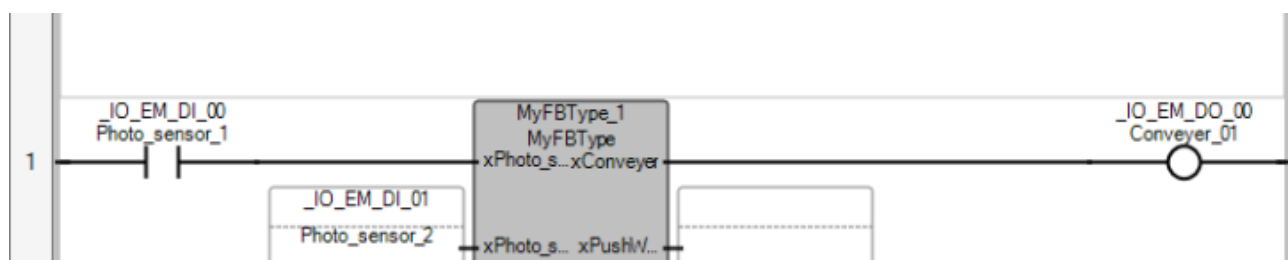 _IO_EM_DI_00
Photo_sensor_1
MyFBType_1
MyFBType
_IO_EM_DO_00
Conveyer_01
1
xPhoto_s... xConveyer
_IO_EM_DI_01
Photo_sensor_2
xPhoto_s... xPushW...